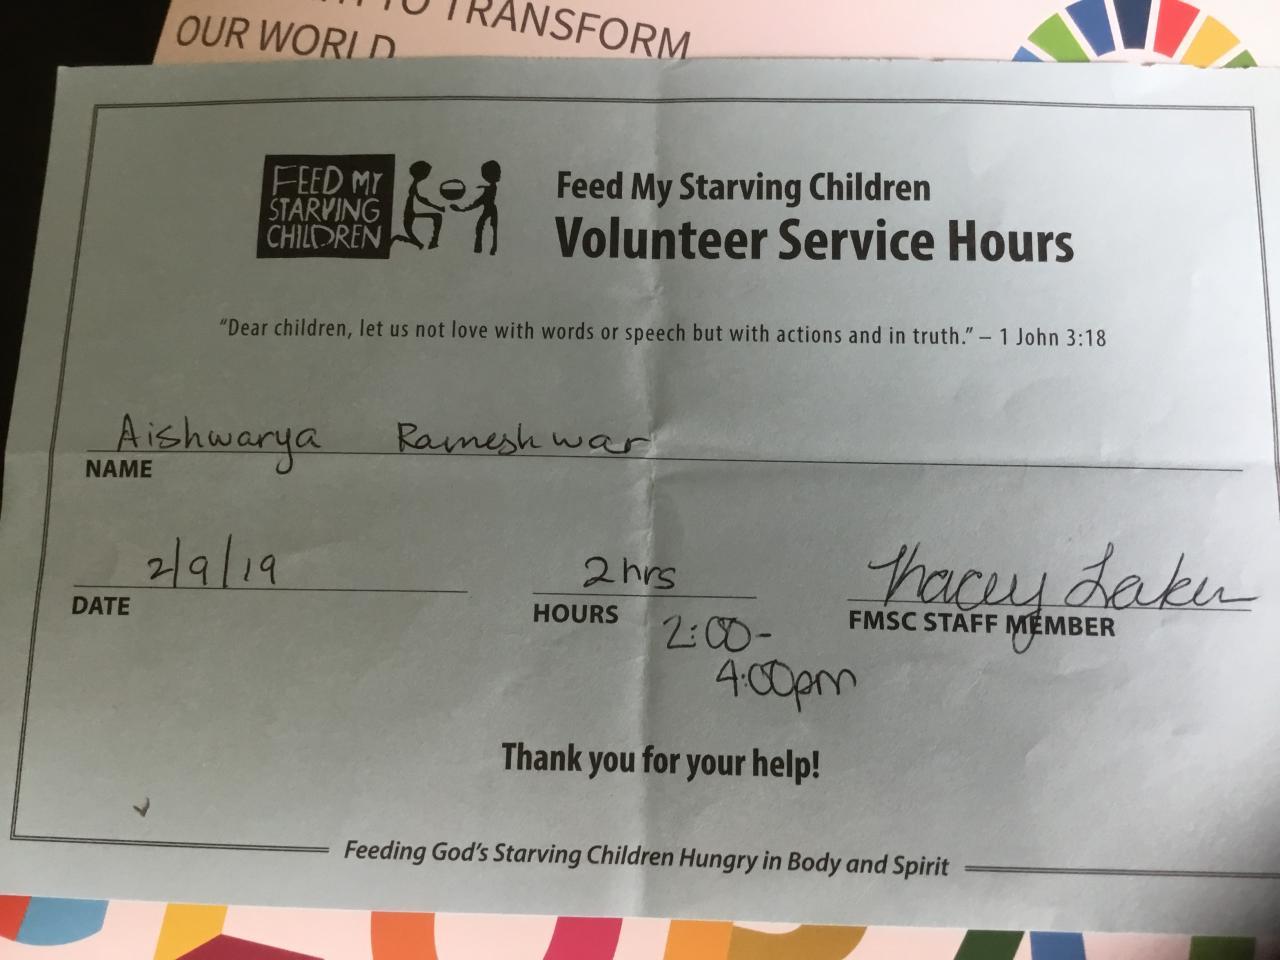 TO TRANSFORM
OUR WORLD
FEED MY
STARVING
CHILDREN
Feed My Starving Children
Volunteer Service Hours
“Dear children, let us not love with words or speech but with actions and in truth.” – 1 John 3:18
Aishwarya Rameshwar
NAME
2/9/19
DATE
2 hrs
HOURS
2:00-
4:00pm
FMSC STAFF MEMBER
Thank you for your help!
Feeding God's Starving Children Hungry in Body and Spirit